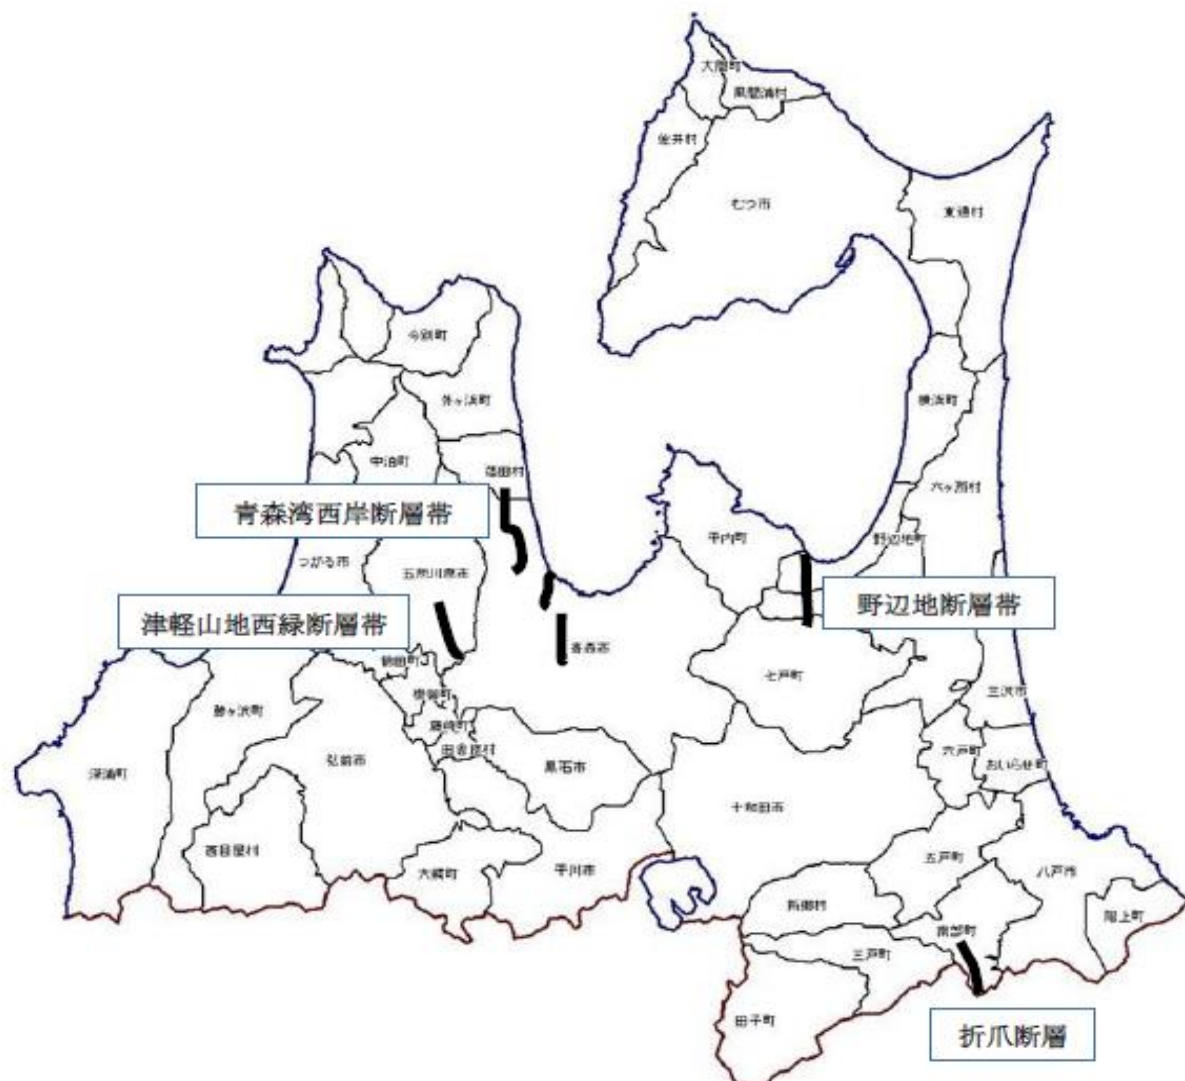 大間町
風間浦村
佐井村
むつ市
東通村
今別町
外ヶ浜町
横浜町
中泊町
蓬田村
六ヶ所村
青森湾西岸断層帯
平内町
野辺地町
つがる市
五所川原市
野辺地断層帯
津軽山地西緑断層帯
青森市
鶴田町
七戸町
板柳町
三沢市
鰺ヶ沢町
藤崎町
田舎館村
六戸町
弘前市
黒石市
おいらせ町
深浦町
十和田市
西目屋村
五戸町
大鰐町
平川市
八戸市
新郷村
階上町
南部町
三戸町
田子町
折爪断層